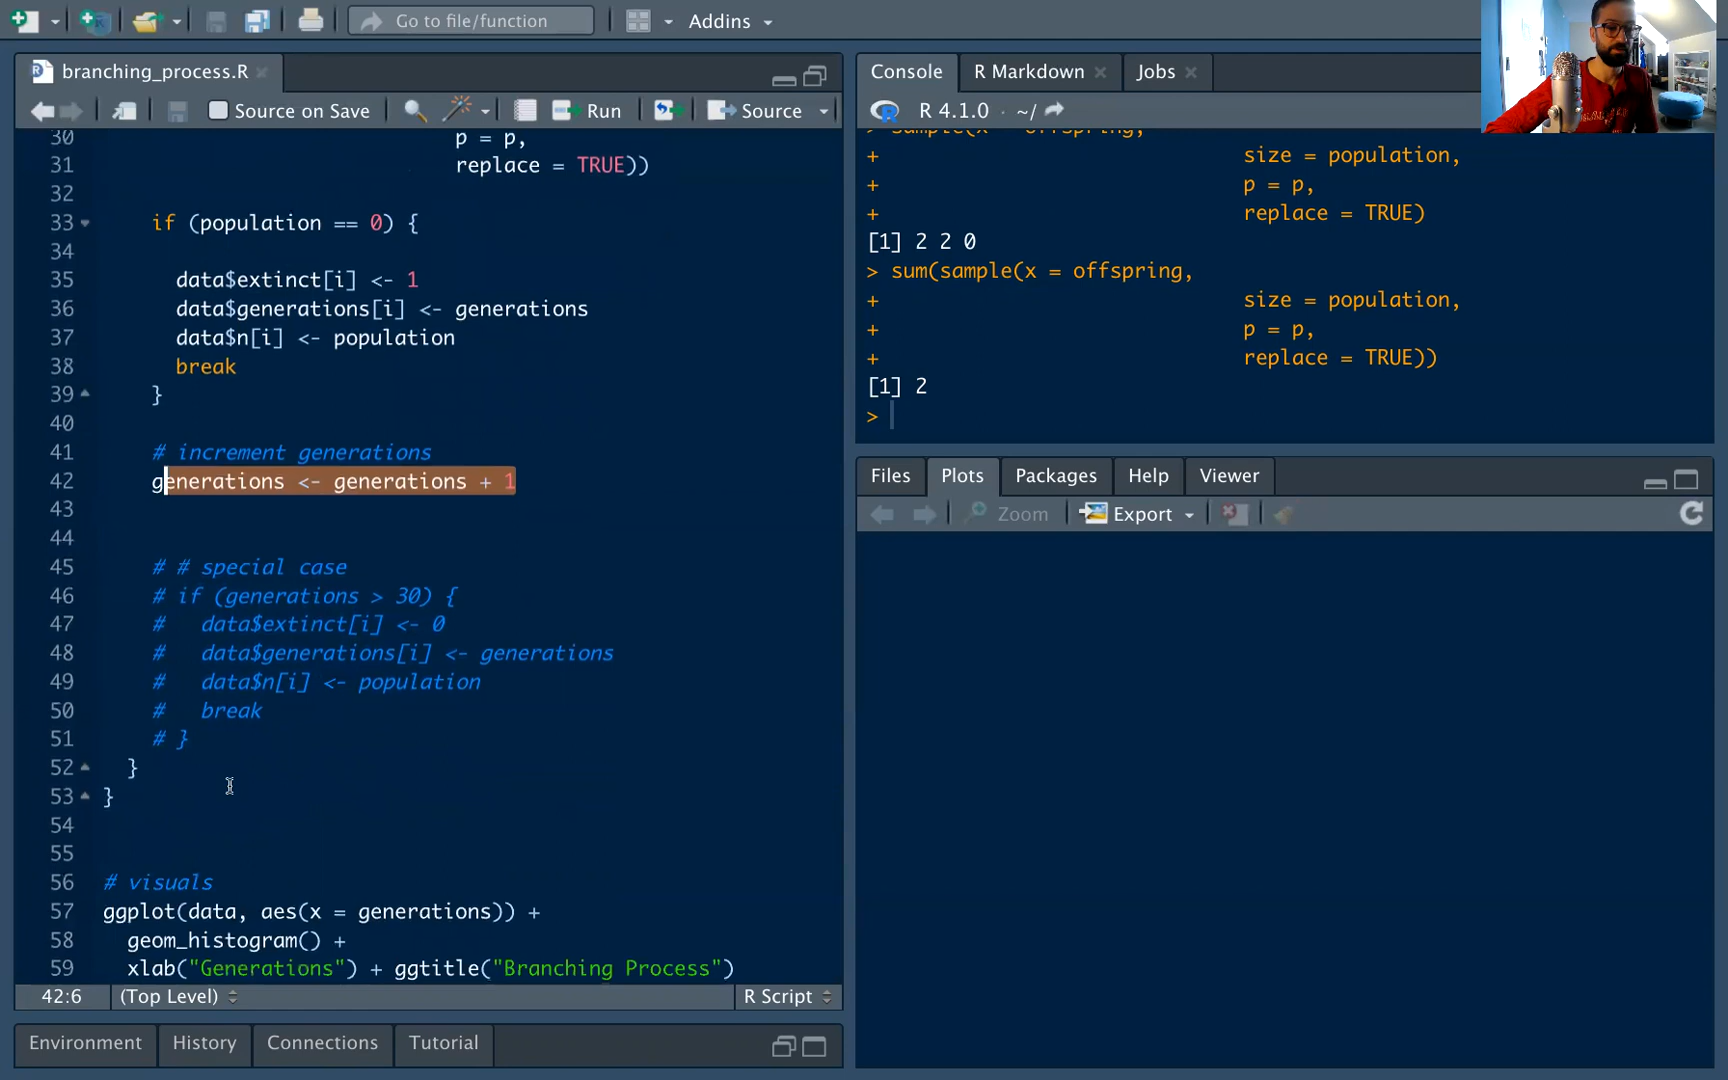 Go to file/function
Addins
branching_process.R
Source on Save
Run
Source
30 p = p,
31 replace = TRUE))
32
33 if (population == 0) {
34
35 data$extinct[i] <- 1
36 data$generations[i] <- generations
37 data$n[i] <- population
38 break
39 }
40
41 # increment generations
42 generations <- generations + 1
43
44
45 # # special case
46 # if (generations > 30) {
47 #   data$extinct[i] <- 0
48 #   data$generations[i] <- generations
49 #   data$n[i] <- population
50 #   break
51 # }
52 }
53 }
54
55
56 # visuals
57 ggplot(data, aes(x = generations)) +
58 geom_histogram() +
59 xlab("Generations") + ggtitle("Branching Process")
42:6 (Top Level) R Script
Environment History Connections Tutorial
Console R Markdown Jobs
R 4.1.0 · ~/
> sample(x = offspring,
+ size = population,
+ p = p,
+ replace = TRUE)
[1] 2 2 0
> sum(sample(x = offspring,
+ size = population,
+ p = p,
+ replace = TRUE))
[1] 2
>
Files Plots Packages Help Viewer
Zoom Export